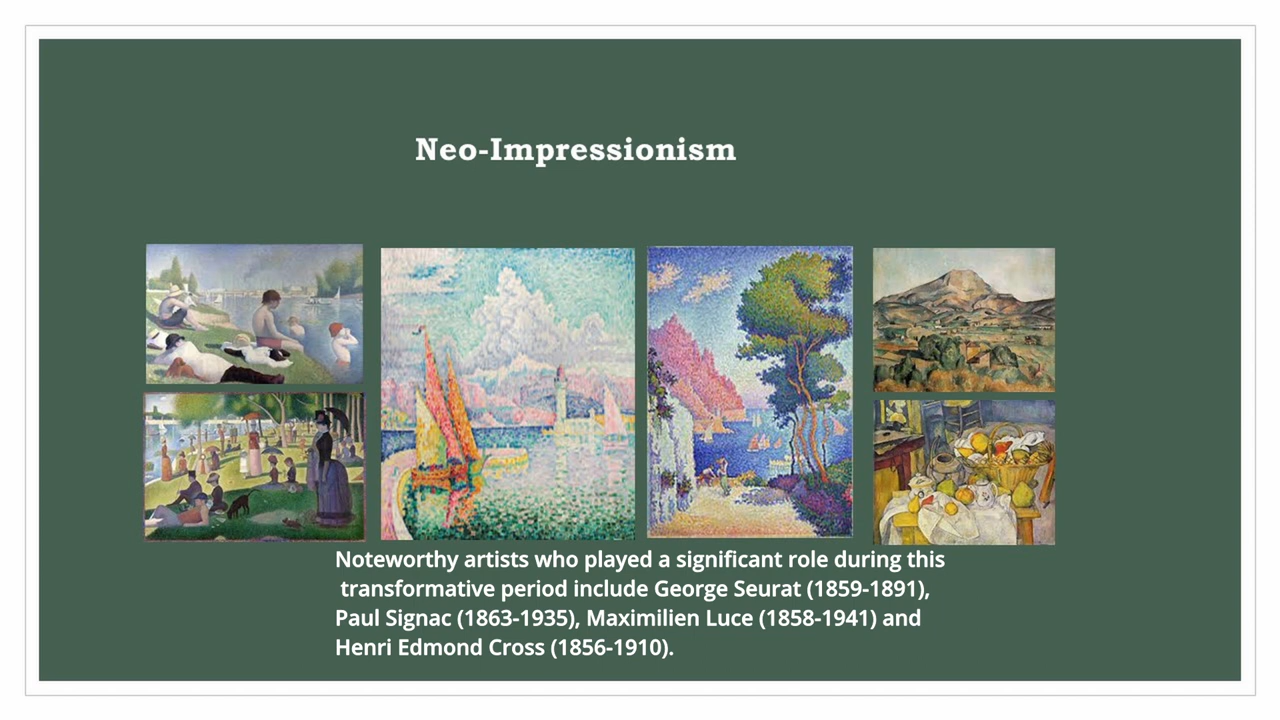 Neo-Impressionism
Noteworthy artists who played a significant role during this
transformative period include George Seurat (1859-1891),
Paul Signac (1863-1935), Maximilien Luce (1858-1941) and
Henri Edmond Cross (1856-1910).